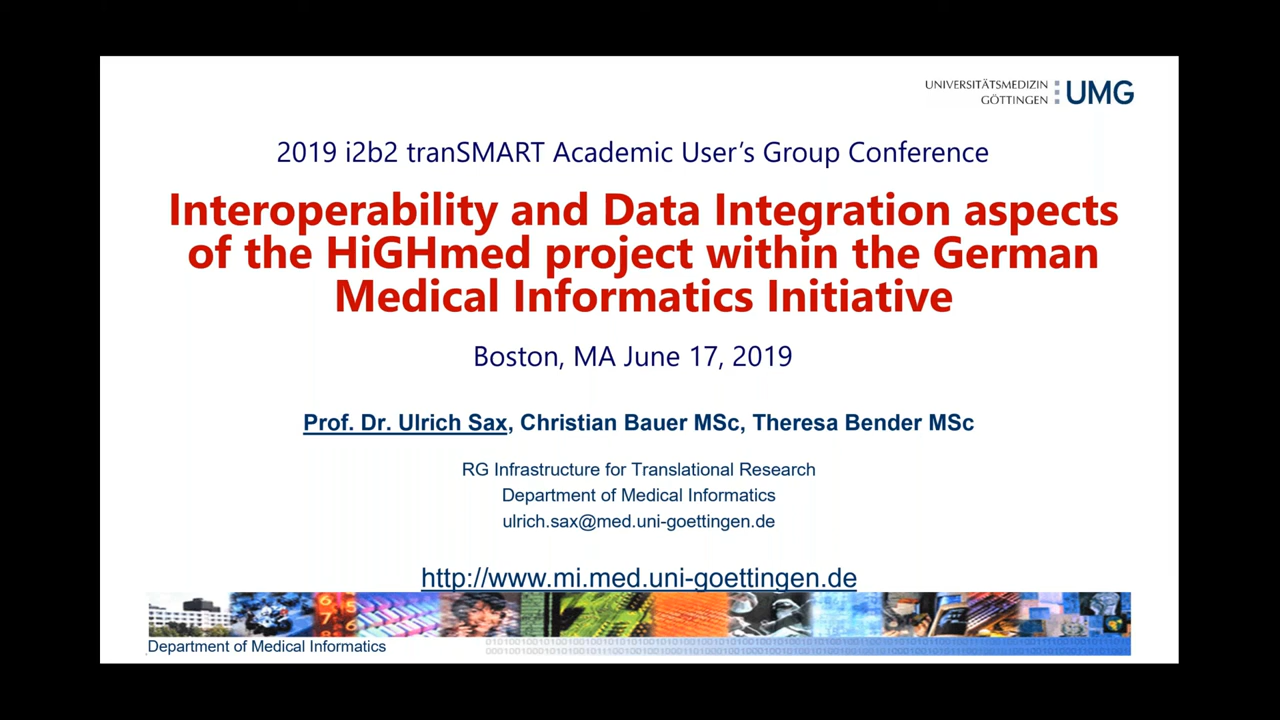 UNIVERSITÄTSMEDIZIN
GÖTTINGEN UMG
2019 i2b2 tranSMART Academic User’s Group Conference
Interoperability and Data Integration aspects
of the HiGHmed project within the German
Medical Informatics Initiative
Boston, MA June 17, 2019
Prof. Dr. Ulrich Sax, Christian Bauer MSc, Theresa Bender MSc
RG Infrastructure for Translational Research
Department of Medical Informatics
ulrich.sax@med.uni-goettingen.de
http://www.mi.med.uni-goettingen.de
Department of Medical Informatics